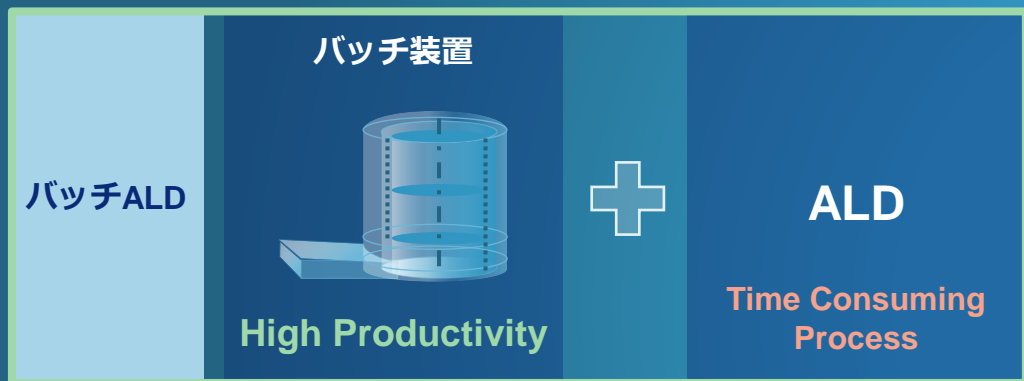 バッチ装置
バッチALD
ALD
High Productivity
Time Consuming
Process